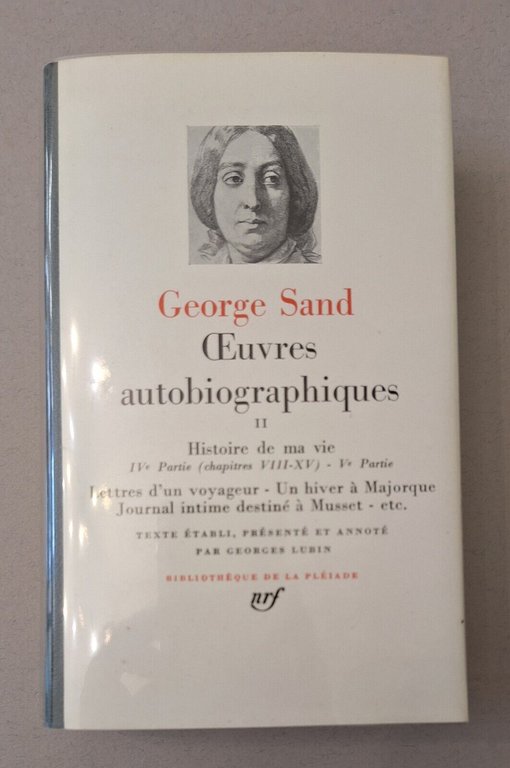 George Sand
Œuvres
autobiographiques
II
Histoire de ma vie
IVe Partie (chapitres VIII-XV) - Ve Partie
Lettres d'un voyageur - Un hiver à Majorque
Journal intime destiné à Musset - etc.
TEXTE ÉTABLI, PRÉSENTÉ ET ANNOTÉ
PAR GEORGES LUBIN
BIBLIOTHÈQUE DE LA PLÉIADE
nrf